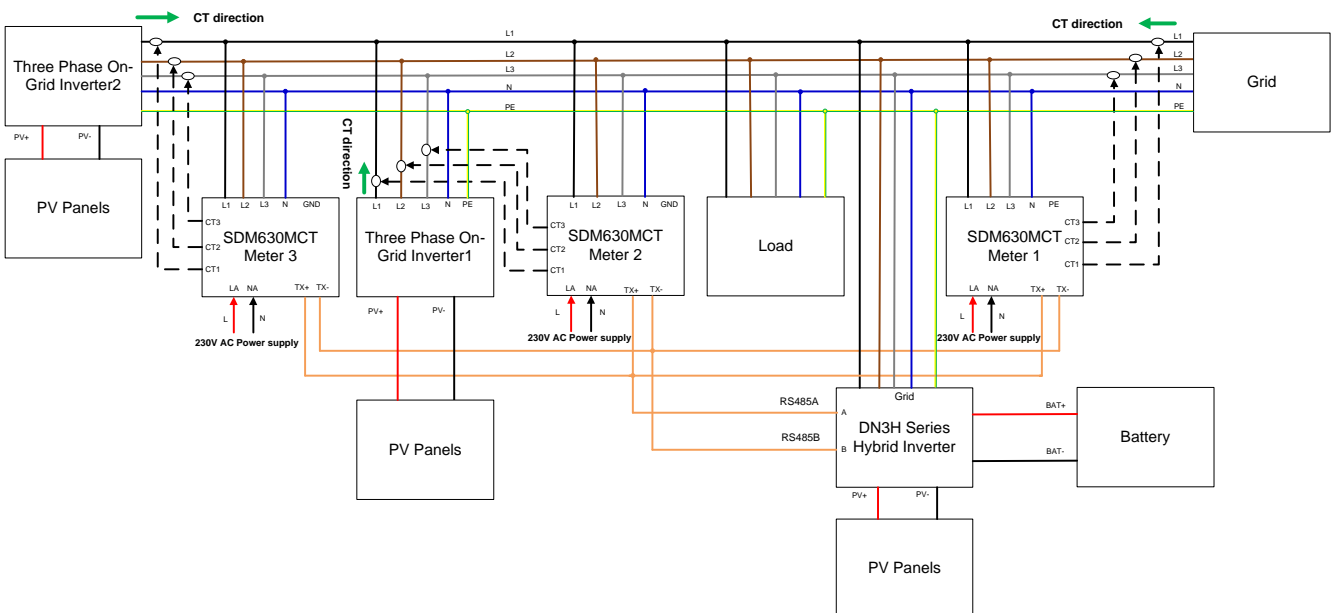 CT direction
CT direction
L1
L1
L2
L2
L3
L3
N
N
PE
PE
Three Phase On-
Grid Inverter2
Grid
PV+
PV-
PV Panels
CT direction
L1
L2
L3
N
GND
CT3
CT2
CT1
SDM630MCT
Meter 3
LA
NA
TX+
TX-
L
N
230V AC Power supply
L1
L2
L3
N
PE
Three Phase On-
Grid Inverter1
PV+
PV-
PV Panels
L1
L2
L3
N
GND
CT3
CT2
CT1
SDM630MCT
Meter 2
LA
NA
TX+
TX-
L
N
230V AC Power supply
Load
L1
L2
L3
N
PE
SDM630MCT
Meter 1
CT3
CT2
CT1
LA
NA
TX+
TX-
L
N
230V AC Power supply
RS485A
RS485B
Grid
A
B
DN3H Series
Hybrid Inverter
BAT+
BAT-
Battery
PV+
PV-
PV Panels